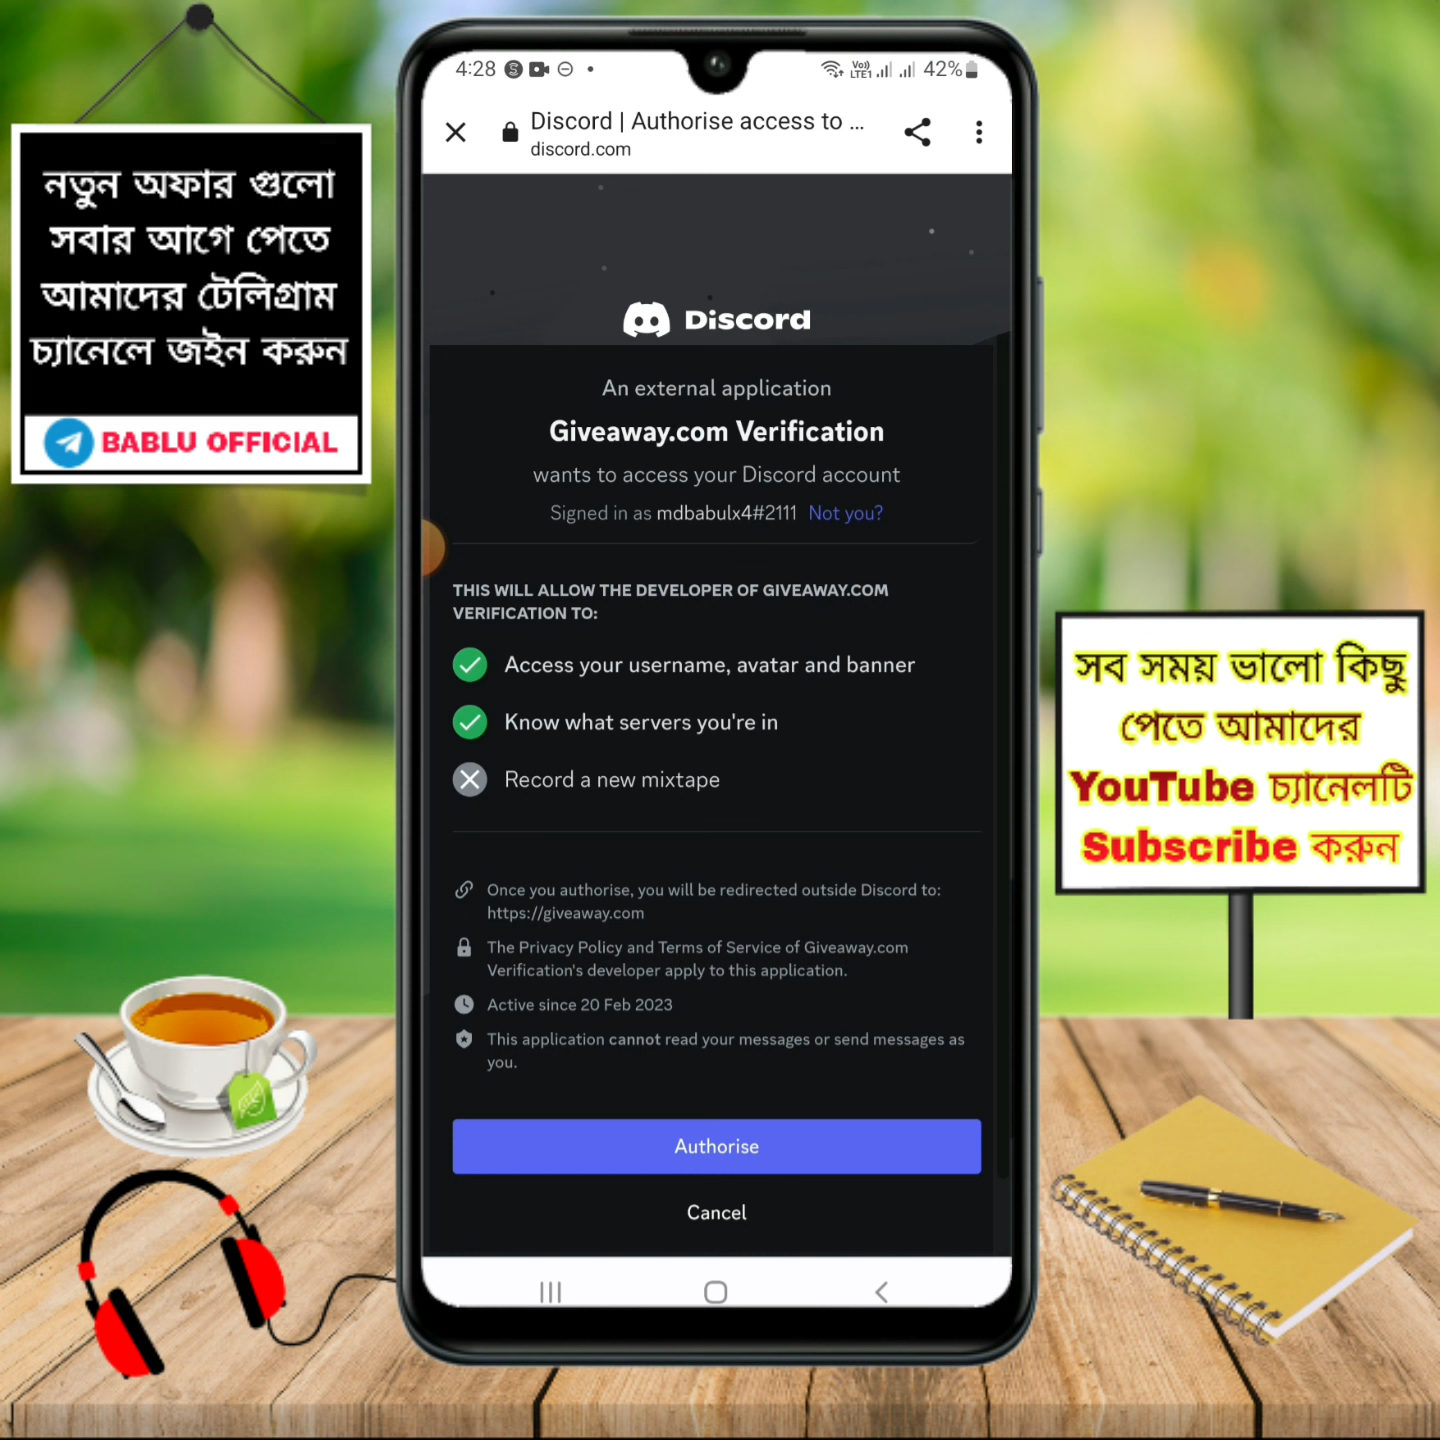 নতুন অফার গুলো
সবার আগে পেতে
আমাদের টেলিগ্রাম
চ্যানেলে জইন করুন
BABLU OFFICIAL
4:28
Vo))
LTE1
42%
Discord | Authorise access to ...
discord.com
Discord
An external application
Giveaway.com Verification
wants to access your Discord account
Signed in as mdbabulx4#2111 Not you?
THIS WILL ALLOW THE DEVELOPER OF GIVEAWAY.COM
VERIFICATION TO:
Access your username, avatar and banner
Know what servers you're in
Record a new mixtape
Once you authorise, you will be redirected outside Discord to:
https://giveaway.com
The Privacy Policy and Terms of Service of Giveaway.com
Verification's developer apply to this application.
Active since 20 Feb 2023
This application cannot read your messages or send messages as
you.
Authorise
Cancel
সব সময় ভালো কিছু
পেতে আমাদের
YouTube চ্যানেলটি
Subscribe করুন